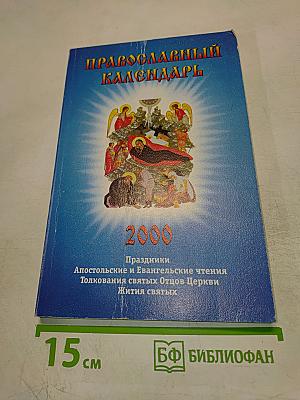 ПРАВОСЛАВНЫЙ
КАЛЕНДАРЬ
2000
Праздники
Апостольские и Евангельские чтения
Толкования святых Отцов Церкви
Жития святых
15 см
БФ БИБЛИОФАН